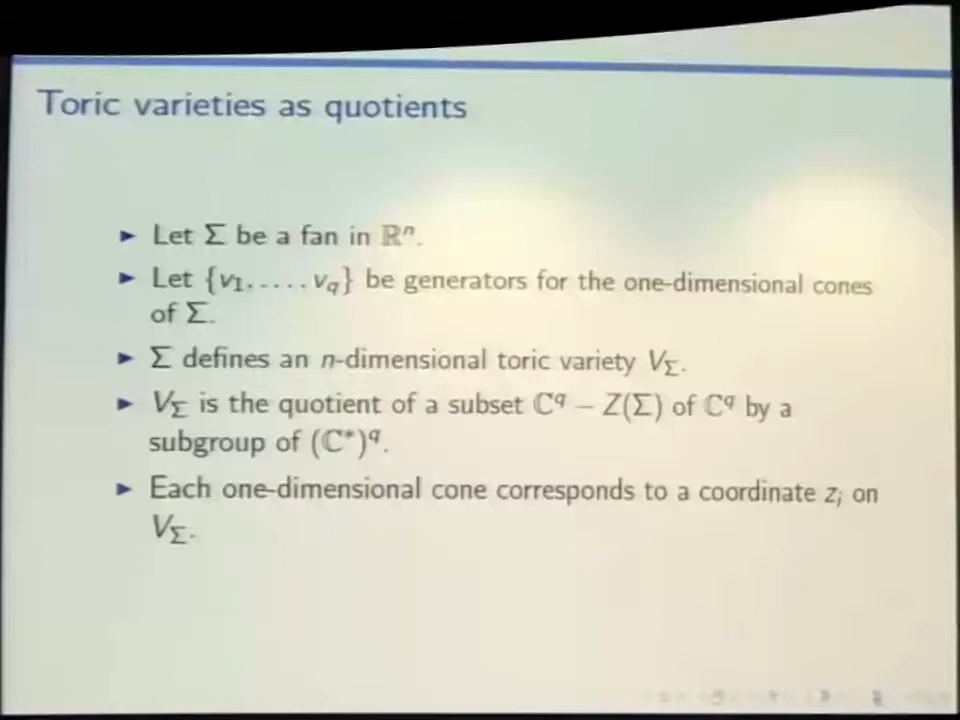 Toric varieties as quotients
► Let Σ be a fan in ℝⁿ.
► Let {v₁, . . . , v_q} be generators for the one-dimensional cones
of Σ.
► Σ defines an n-dimensional toric variety V_Σ.
► V_Σ is the quotient of a subset ℂ^q − Z(Σ) of ℂ^q by a
subgroup of (ℂ*)^q.
► Each one-dimensional cone corresponds to a coordinate z_i on
V_Σ.